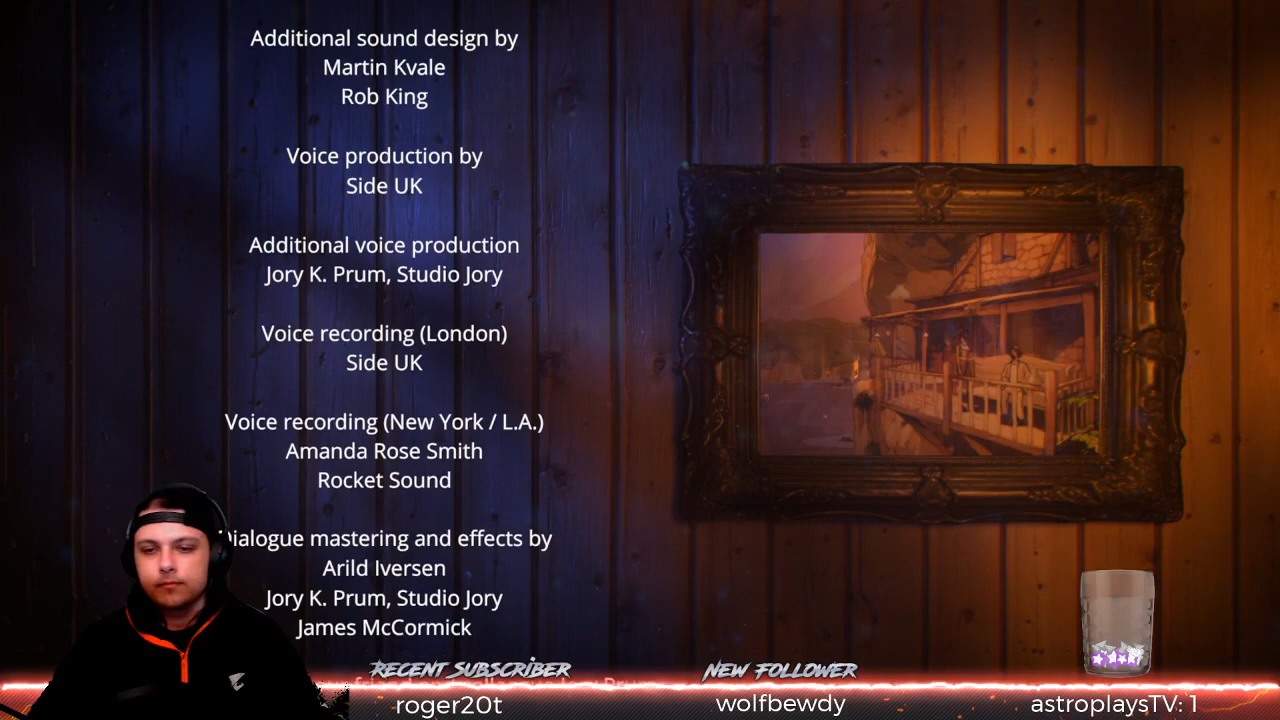 Additional sound design by
Martin Kvale
Rob King
Voice production by
Side UK
Additional voice production
Jory K. Prum, Studio Jory
Voice recording (London)
Side UK
Voice recording (New York / L.A.)
Amanda Rose Smith
Rocket Sound
Dialogue mastering and effects by
Arild Iversen
Jory K. Prum, Studio Jory
James McCormick
RECENT SUBSCRIBER
roger20t
NEW FOLLOWER
wolfbewdy
astroplaysTV: 1